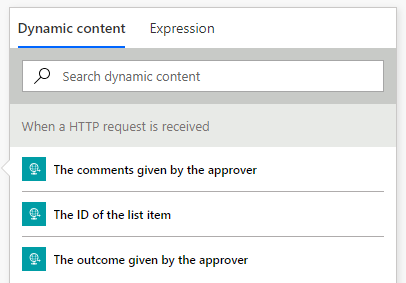 Dynamic content Expression
Search dynamic content
When a HTTP request is received
The comments given by the approver
The ID of the list item
The outcome given by the approver